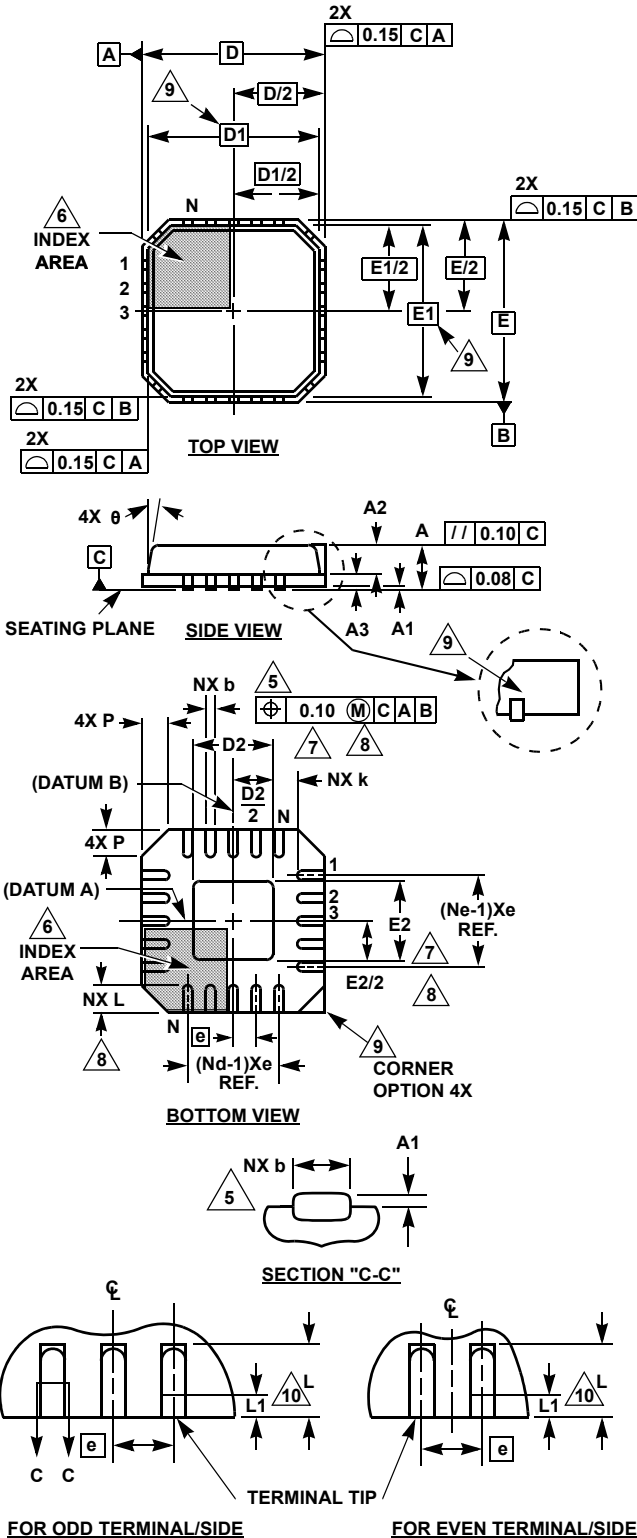 2X
⌓ 0.15 C A
A
D
D/2
9
D1
D1/2
2X
⌓ 0.15 C B
6
INDEX
AREA
N
1
2
3
E1/2
E/2
E1
E
9
2X
⌓ 0.15 C B
2X
⌓ 0.15 C A
B
TOP VIEW
4X θ
A2
A
// 0.10 C
C
⌓ 0.08 C
SEATING PLANE
SIDE VIEW
A3
A1
9
NX b
5
⌖ 0.10 Ⓜ C A B
4X P
D2
7
8
(DATUM B)
D2
2
NX k
N
4X P
1
(DATUM A)
2
3
(Ne-1)Xe
REF.
6
INDEX
AREA
E2
7
E2/2
8
NX L
8
N
e
(Nd-1)Xe
REF.
9
CORNER
OPTION 4X
BOTTOM VIEW
NX b
A1
5
SECTION "C-C"
℄
℄
L1
10
L
L1
10
L
e
e
C C
TERMINAL TIP
FOR ODD TERMINAL/SIDE
FOR EVEN TERMINAL/SIDE